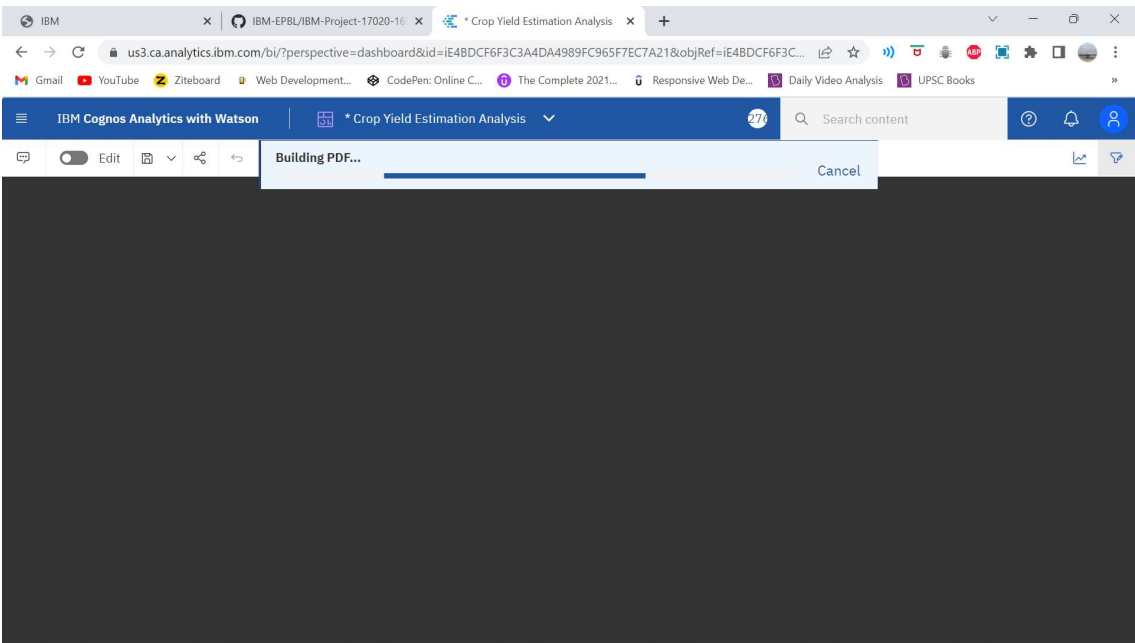 IBM
IBM-EPBL/IBM-Project-17020-16
* Crop Yield Estimation Analysis
us3.ca.analytics.ibm.com/bi/?perspective=dashboard&id=iE4BDCF6F3C3A4DA4989FC965F7EC7A21&objRef=iE4BDCF6F3C...
ABP
Gmail YouTube Ziteboard Web Development... CodePen: Online C... The Complete 2021... Responsive Web De... Daily Video Analysis UPSC Books »
IBM Cognos Analytics with Watson * Crop Yield Estimation Analysis 276 Search content
Edit
Building PDF...
Cancel